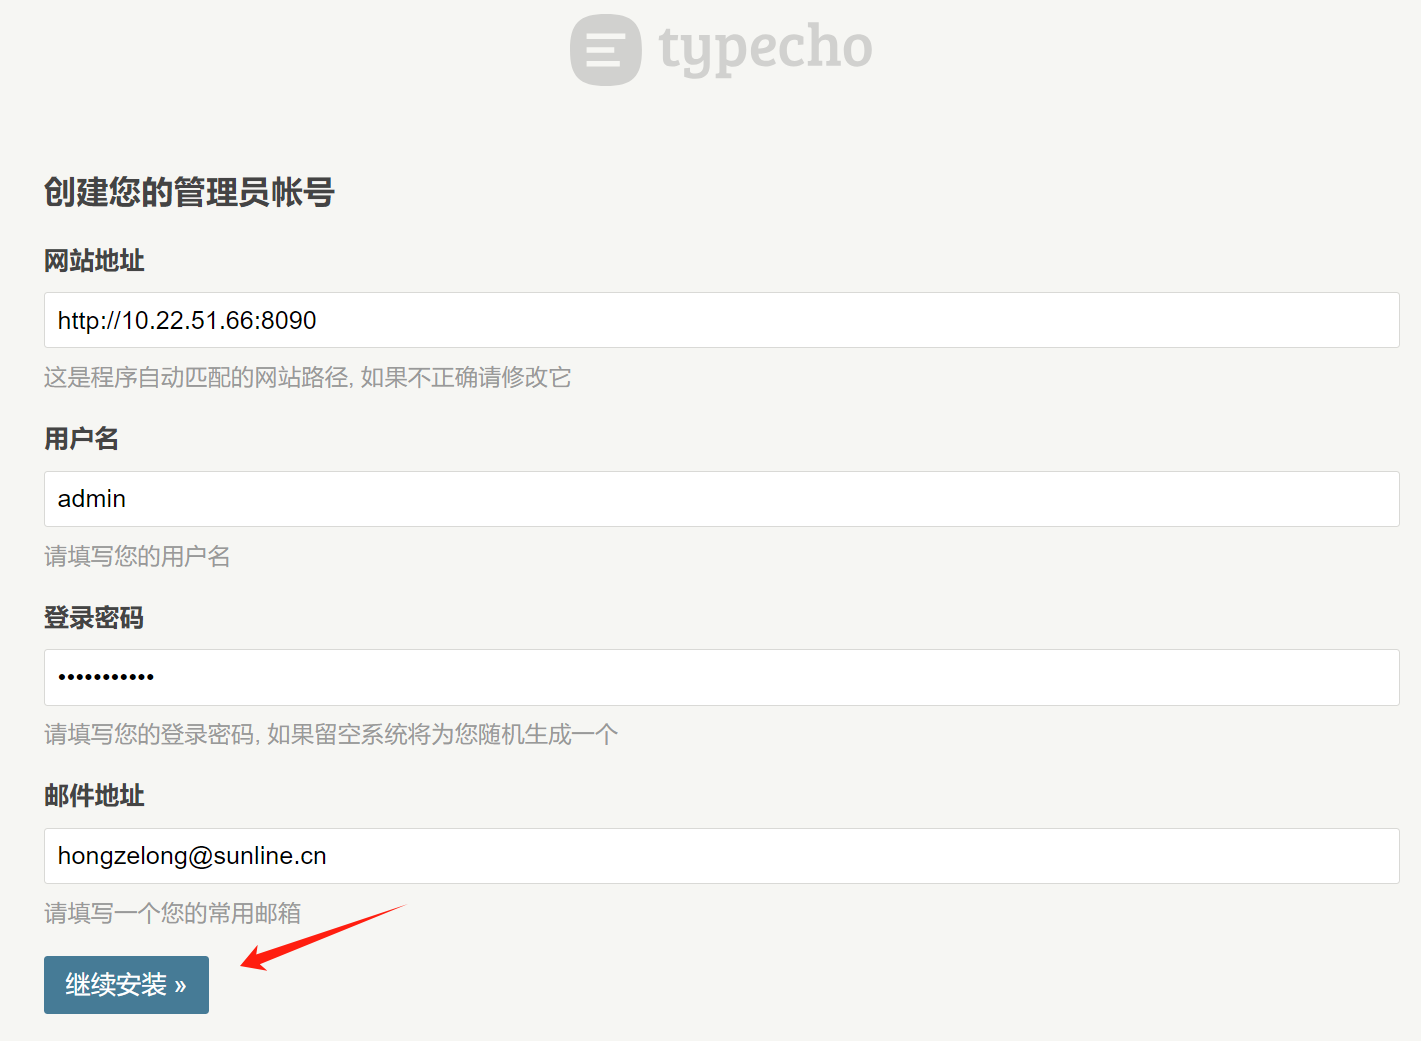 typecho
创建您的管理员帐号
网站地址
http://10.22.51.66:8090
这是程序自动匹配的网站路径, 如果不正确请修改它
用户名
admin
请填写您的用户名
登录密码
•••••••••••
请填写您的登录密码, 如果留空系统将为您随机生成一个
邮件地址
hongzelong@sunline.cn
请填写一个您的常用邮箱
继续安装 »